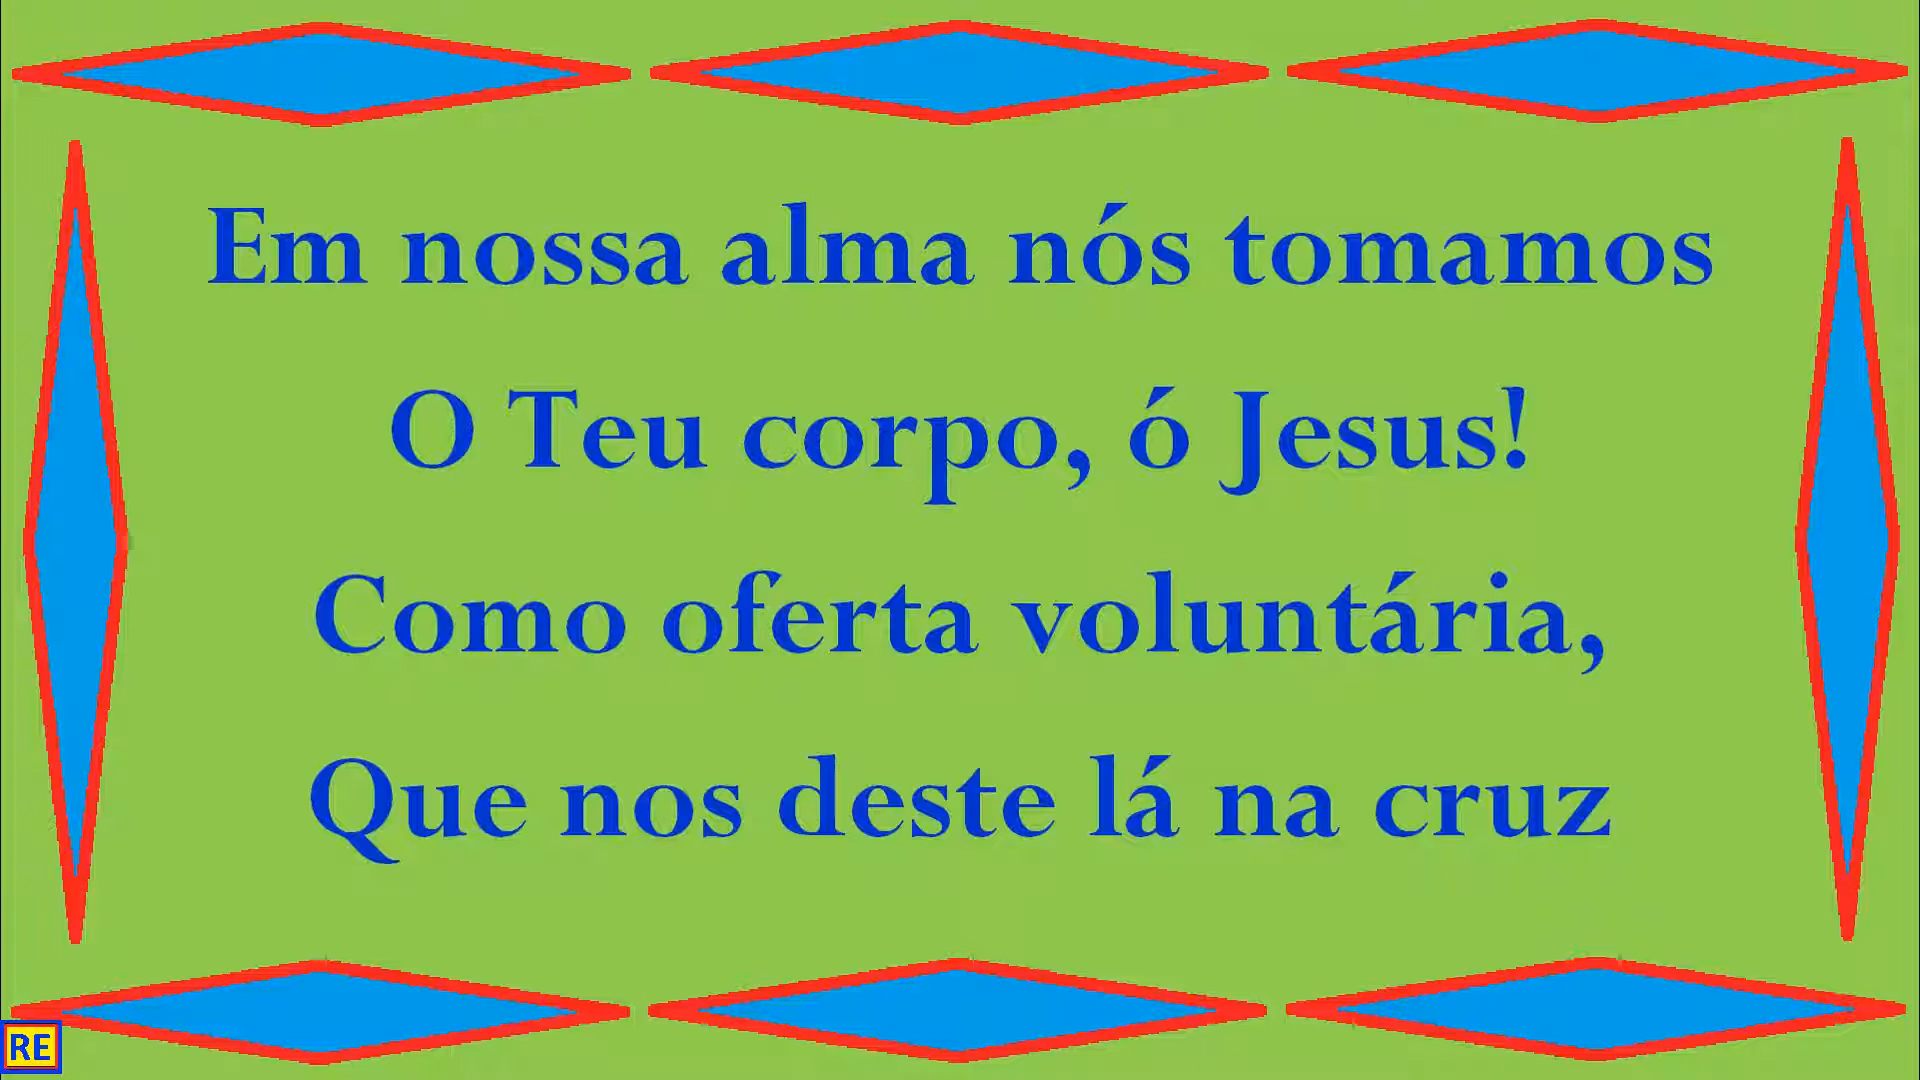 Em nossa alma nós tomamos
O Teu corpo, ó Jesus!
Como oferta voluntária,
Que nos deste lá na cruz
RE